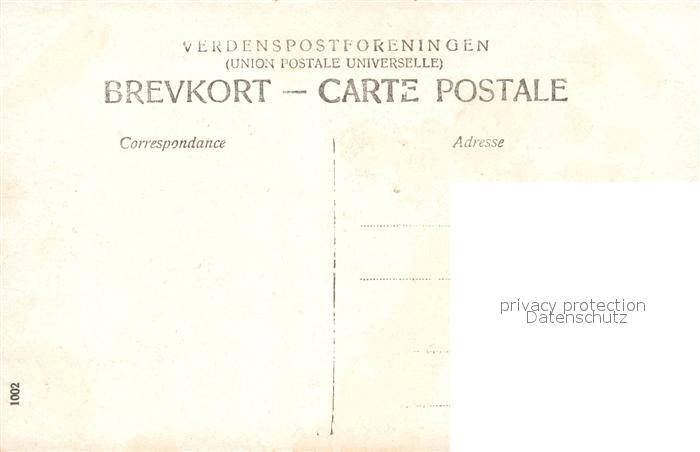 VERDENSPOSTFORENINGEN
(UNION POSTALE UNIVERSELLE)
BREVKORT — CARTE POSTALE
Correspondance
Adresse
privacy protection
Datenschutz
1002